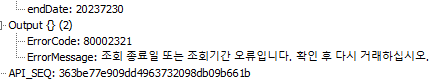 endDate: 20237230
Output {} (2)
ErrorCode: 80002321
ErrorMessage: 조회 종료일 또는 조회기간 오류입니다. 확인 후 다시 거래하십시오.
API_SEQ: 363be77e909dd4963732098db09b661b